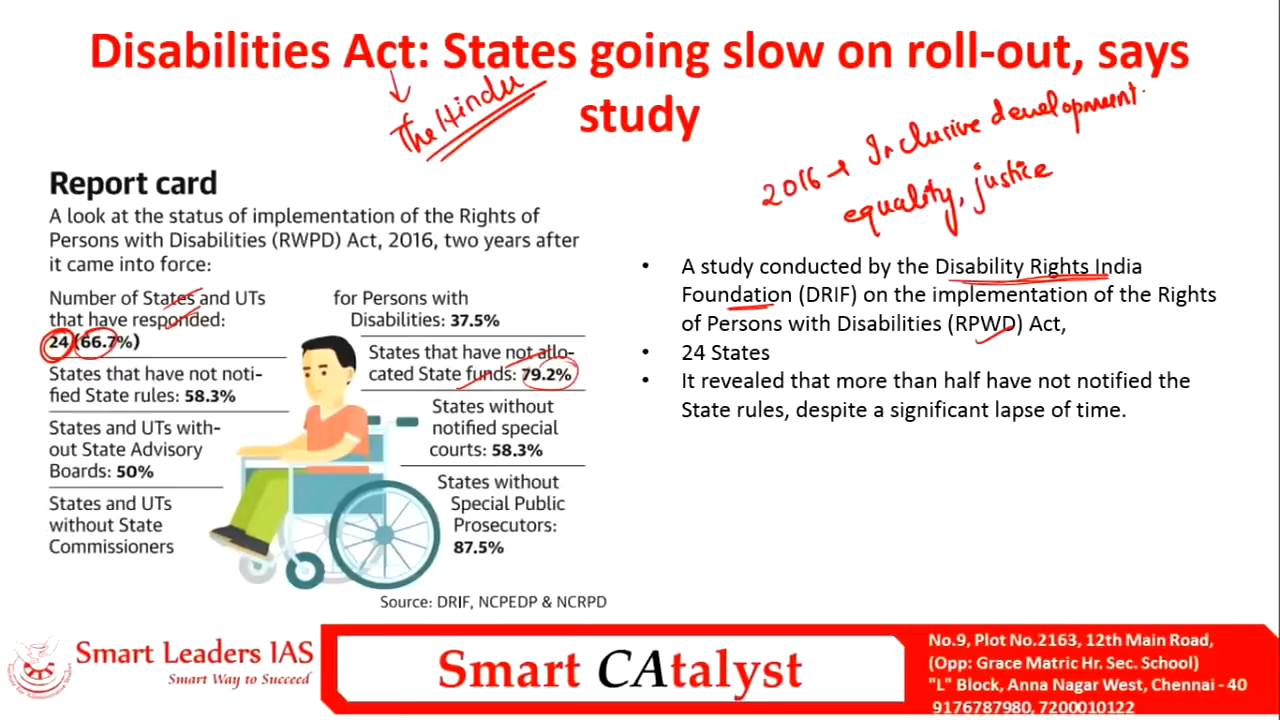 Disabilities Act: States going slow on roll-out, says
study
The Hindu
2016 → Inclusive development
equality, justice
Report card
A look at the status of implementation of the Rights of
Persons with Disabilities (RWPD) Act, 2016, two years after
it came into force:
Number of States and UTs
that have responded:
24 (66.7%)
States that have not noti-
fied State rules: 58.3%
States and UTs with-
out State Advisory
Boards: 50%
States and UTs
without State
Commissioners
for Persons with
Disabilities: 37.5%
States that have not allo-
cated State funds: 79.2%
States without
notified special
courts: 58.3%
States without
Special Public
Prosecutors:
87.5%
Source: DRIF, NCPEDP & NCRPD
• A study conducted by the Disability Rights India
Foundation (DRIF) on the implementation of the Rights
of Persons with Disabilities (RPWD) Act,
• 24 States
• It revealed that more than half have not notified the
State rules, despite a significant lapse of time.
Smart Leaders IAS
Smart Way to Succeed
Smart CAtalyst
No.9, Plot No.2163, 12th Main Road,
(Opp: Grace Matric Hr. Sec. School)
"L" Block, Anna Nagar West, Chennai - 40
9176787980, 7200010122